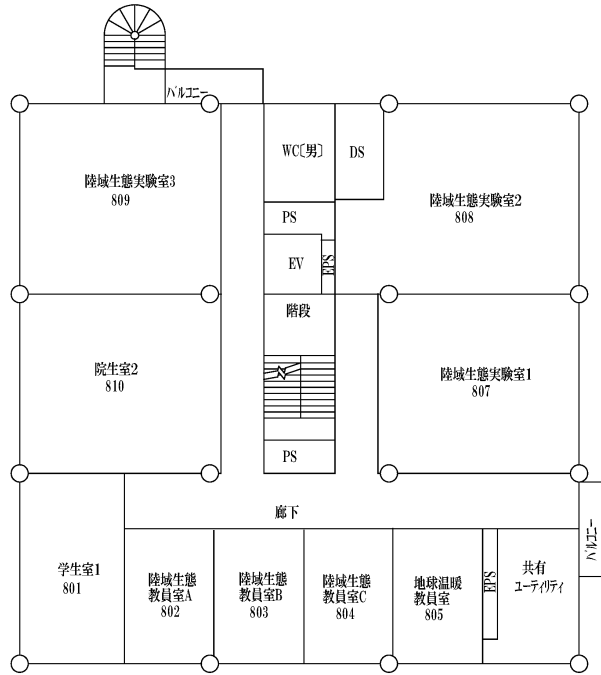 バルコニー
WC〔男〕
DS
陸域生態実験室3
809
陸域生態実験室2
808
PS
EV
EPS
階段
院生室2
810
陸域生態実験室1
807
PS
廊下
バルコニー
学生室1
801
陸域生態
教員室A
802
陸域生態
教員室B
803
陸域生態
教員室C
804
地球温暖
教員室
805
EPS
共有
ユーティリティ